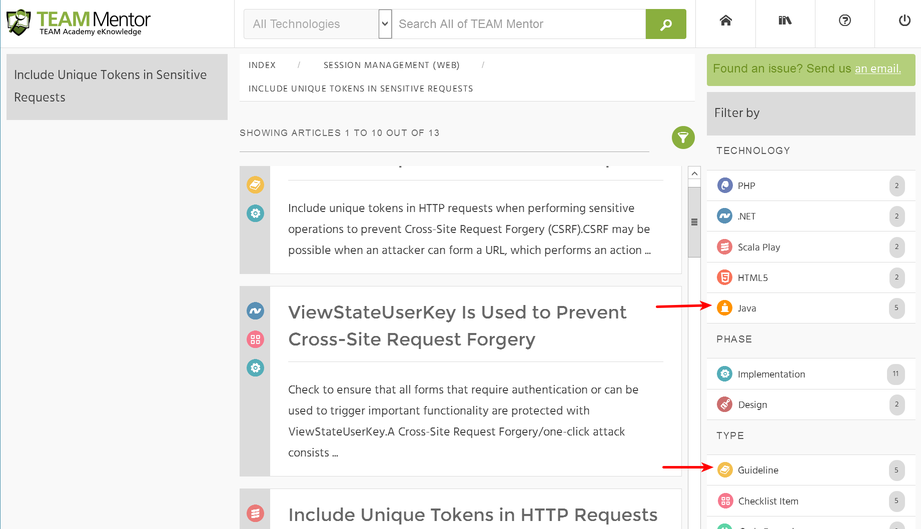 TEAM Mentor
TEAM Academy eKnowledge
All Technologies
Search All of TEAM Mentor
Include Unique Tokens in Sensitive
Requests
INDEX / SESSION MANAGEMENT (WEB) /
INCLUDE UNIQUE TOKENS IN SENSITIVE REQUESTS
SHOWING ARTICLES 1 TO 10 OUT OF 13
Include unique tokens in HTTP requests when performing sensitive
operations to prevent Cross-Site Request Forgery (CSRF).CSRF may be
possible when an attacker can form a URL, which performs an action ...
ViewStateUserKey Is Used to Prevent
Cross-Site Request Forgery
Check to ensure that all forms that require authentication or can be
used to trigger important functionality are protected with
ViewStateUserKey.A Cross-Site Request Forgery/one-click attack
consists ...
Include Unique Tokens in HTTP Requests
Found an issue? Send us an email.
Filter by
TECHNOLOGY
PHP 2
.NET 2
Scala Play 2
HTML5 2
Java 5
PHASE
Implementation 11
Design 2
TYPE
Guideline 5
Checklist Item 5